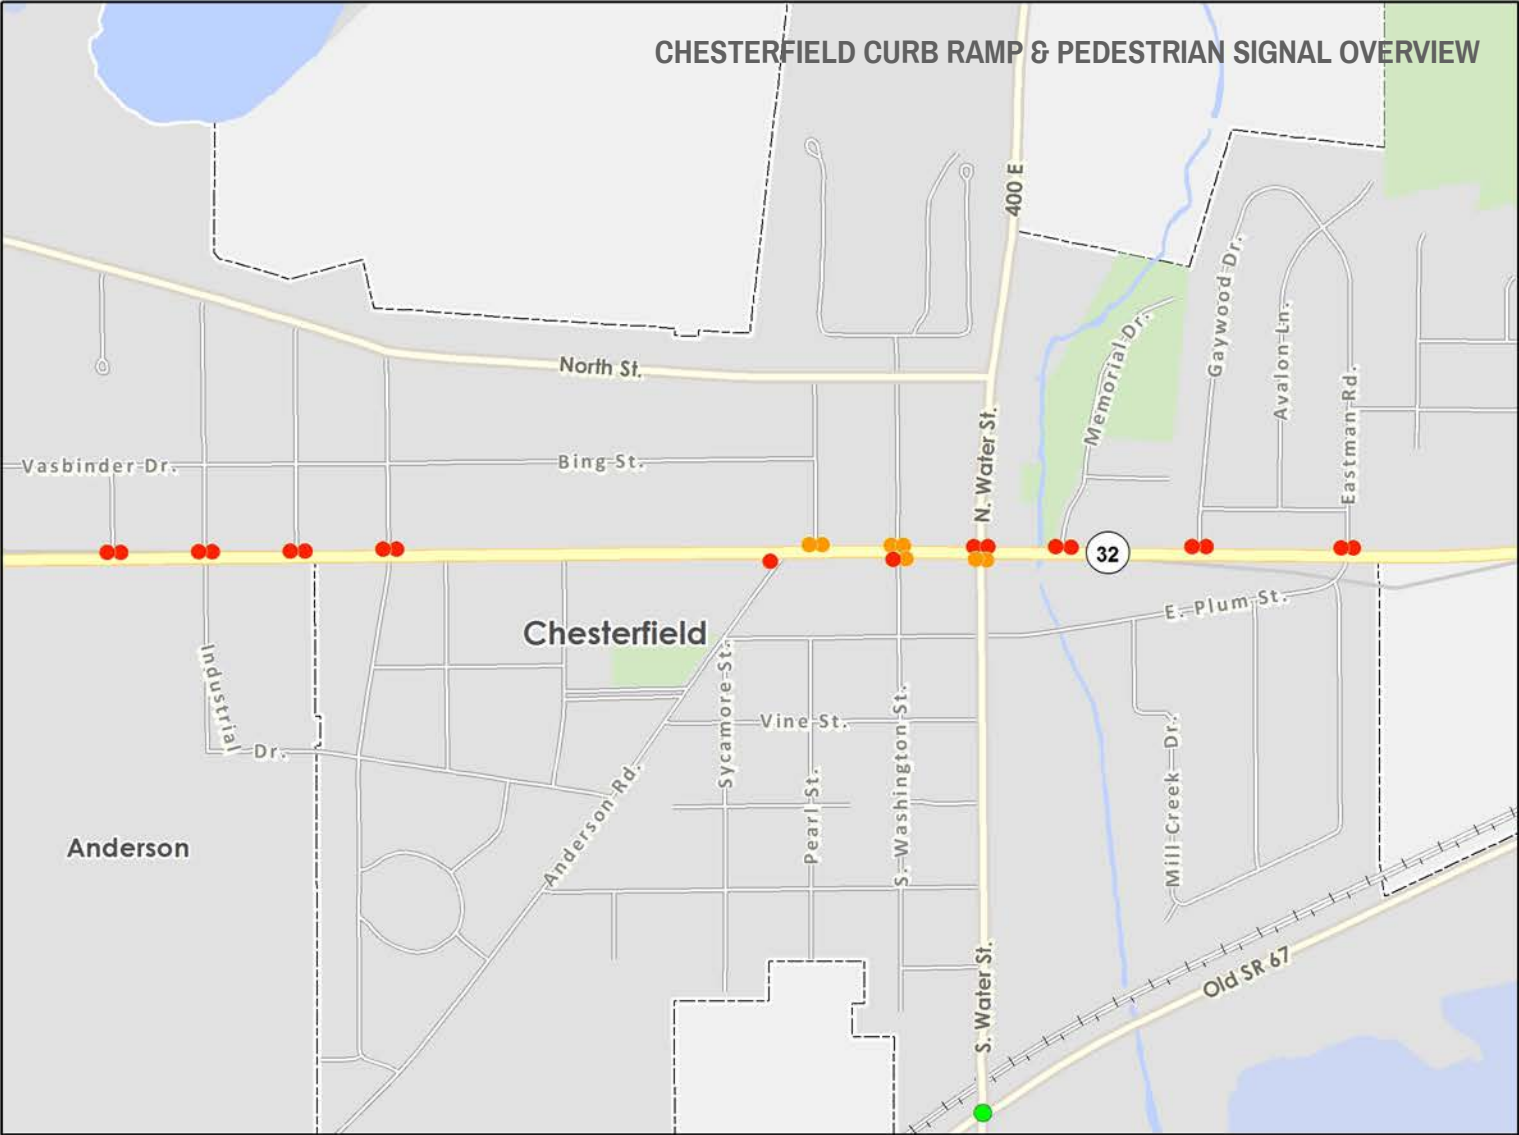 CHESTERFIELD CURB RAMP & PEDESTRIAN SIGNAL OVERVIEW
400 E
North St.
Memorial Dr.
Gaywood Dr.
Avalon Ln.
Eastman Rd.
Vasbinder Dr.
Bing St.
N. Water St.
32
E. Plum St.
Chesterfield
Industrial Dr.
Sycamore St.
Vine St.
Pearl St.
S. Washington St.
Mill Creek Dr.
Anderson Rd.
Anderson
S. Water St.
Old SR 67